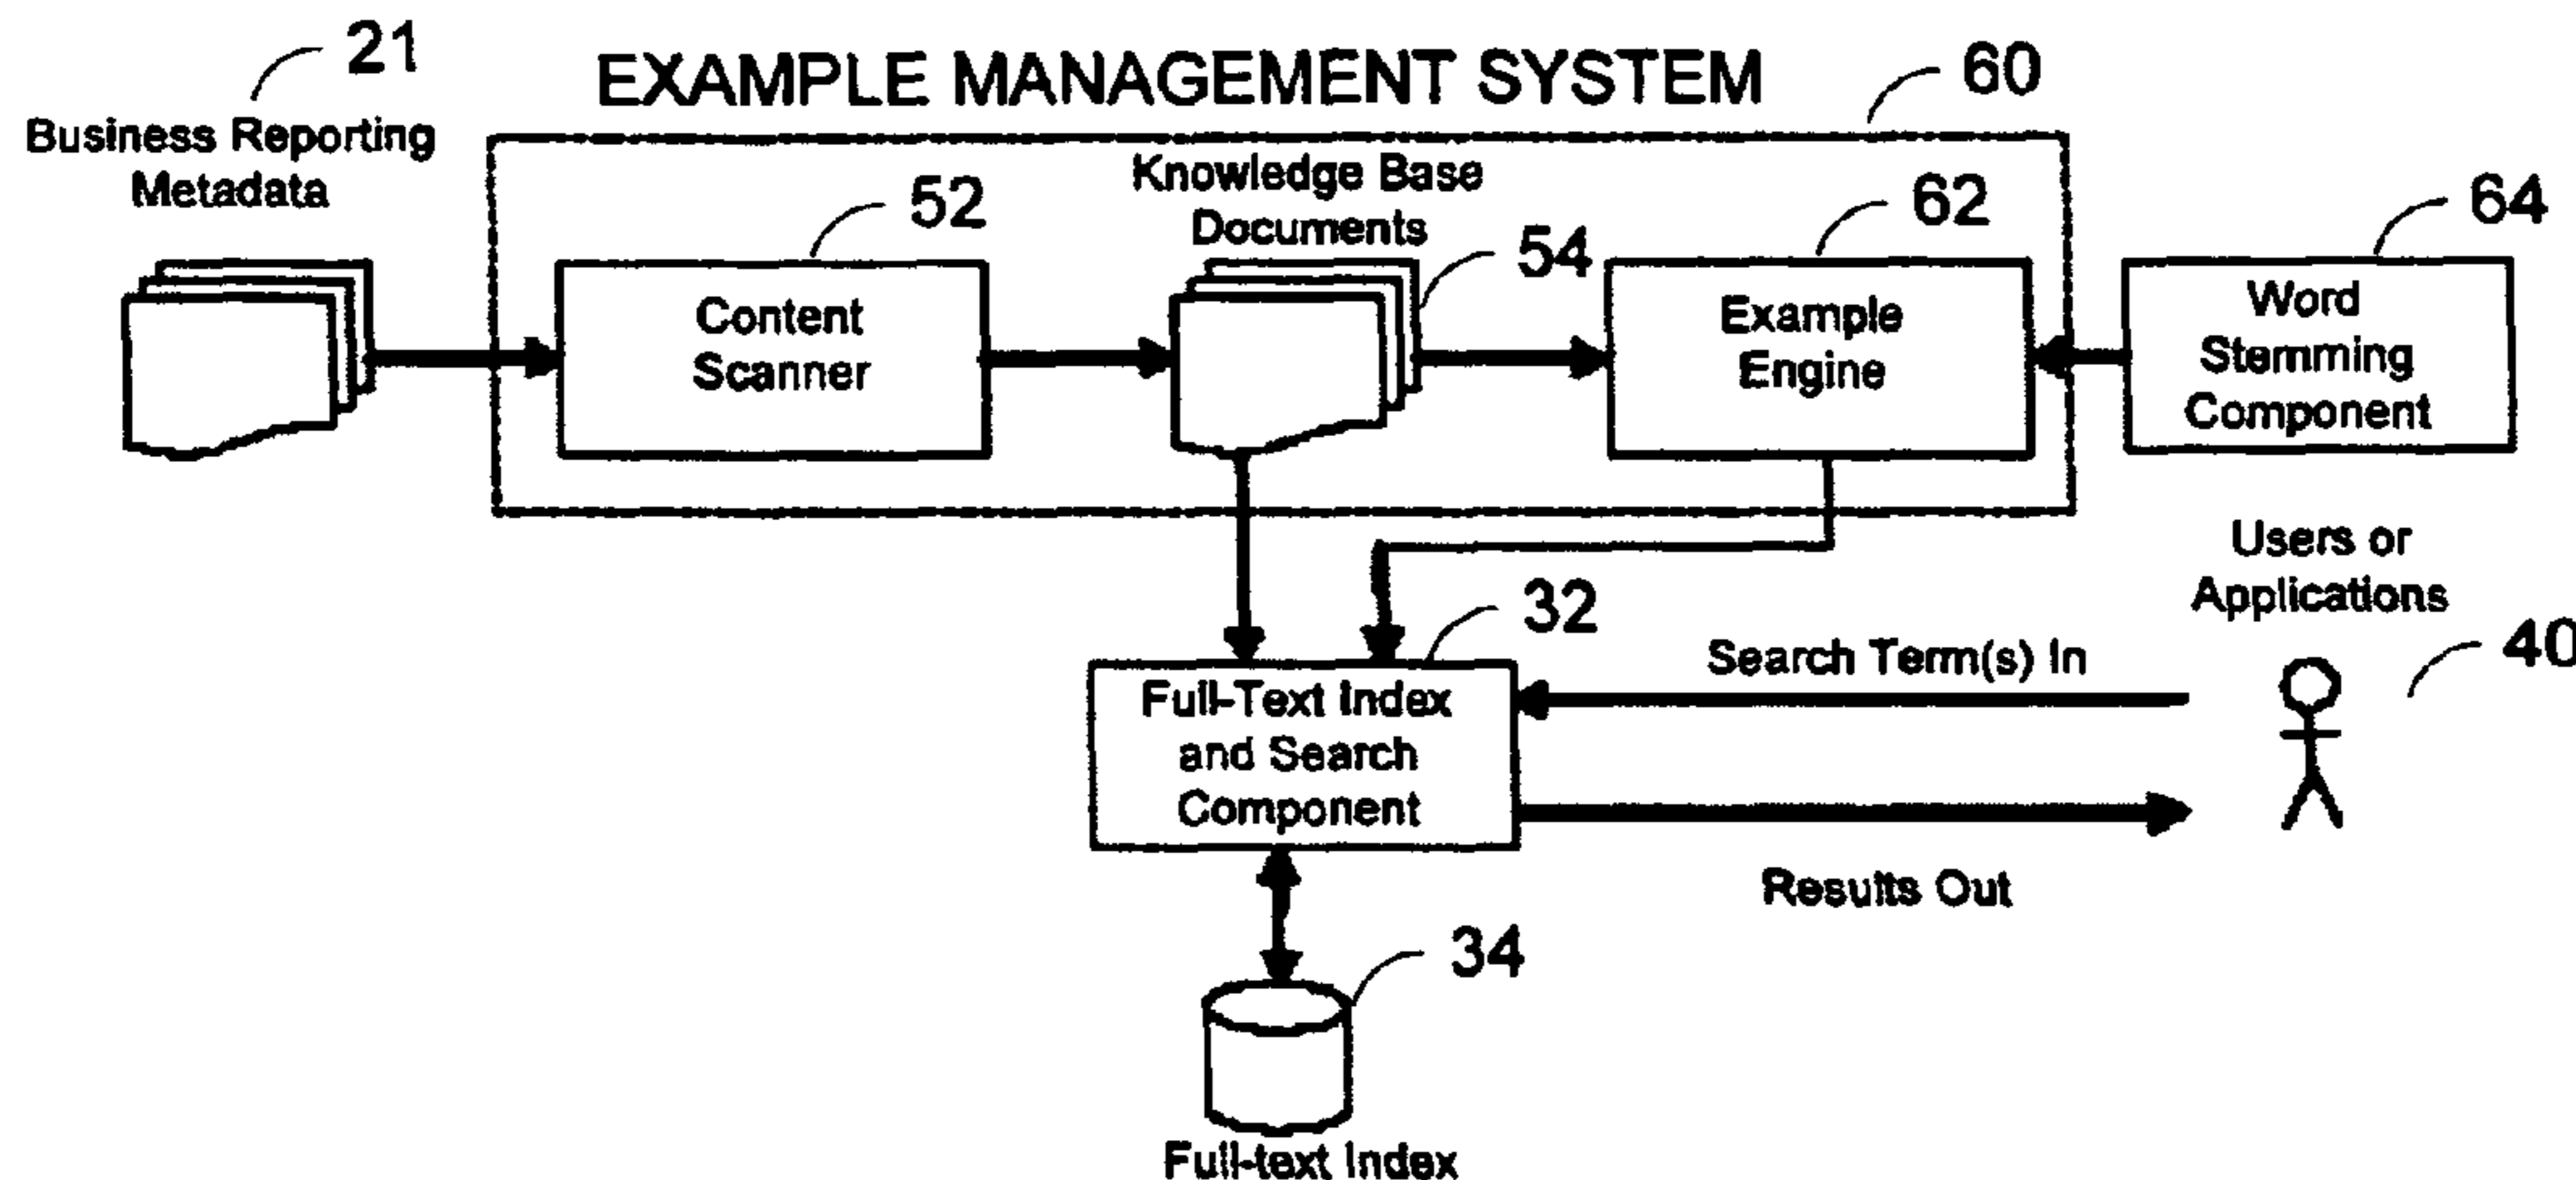 21
EXAMPLE MANAGEMENT SYSTEM
60
Business Reporting
Metadata
Knowledge Base
Documents
52
54
62
64
Content
Scanner
Example
Engine
Word
Stemming
Component
Users or
Applications
40
32
Search Term(s) In
Full-Text Index
and Search
Component
Results Out
34
Full-text Index